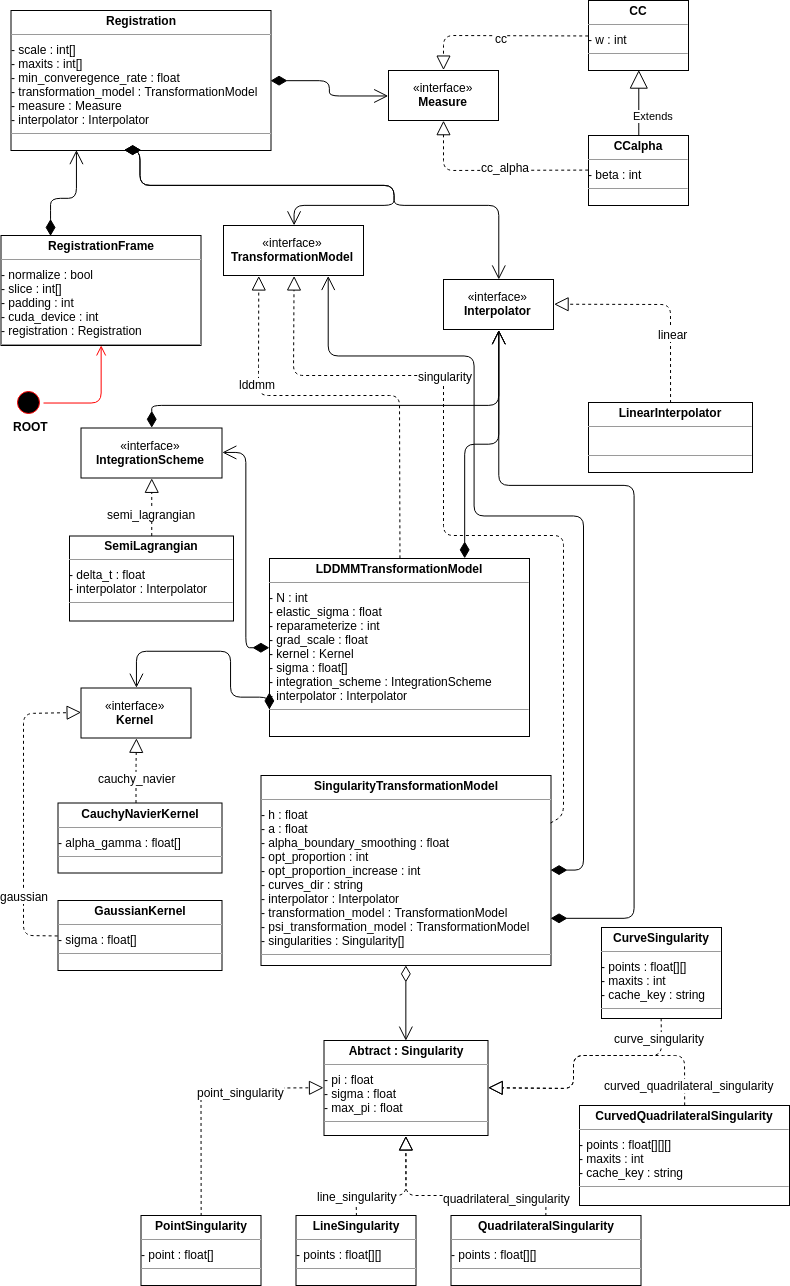 Registration
- scale : int[]
- maxits : int[]
- min_converegence_rate : float
- transformation_model : TransformationModel
- measure : Measure
- interpolator : Interpolator
cc
CC
- w : int
«interface»
Measure
Extends
cc_alpha
CCalpha
- beta : int
RegistrationFrame
- normalize : bool
- slice : int[]
- padding : int
- cuda_device : int
- registration : Registration
«interface»
TransformationModel
«interface»
Interpolator
linear
LinearInterpolator
lddmm
singularity
ROOT
«interface»
IntegrationScheme
semi_lagrangian
SemiLagrangian
- delta_t : float
- interpolator : Interpolator
LDDMMTransformationModel
- N : int
- elastic_sigma : float
- reparameterize : int
- grad_scale : float
- kernel : Kernel
- sigma : float[]
- integration_scheme : IntegrationScheme
- interpolator : Interpolator
«interface»
Kernel
cauchy_navier
CauchyNavierKernel
- alpha_gamma : float[]
gaussian
GaussianKernel
- sigma : float[]
SingularityTransformationModel
- h : float
- a : float
- alpha_boundary_smoothing : float
- opt_proportion : int
- opt_proportion_increase : int
- curves_dir : string
- interpolator : Interpolator
- transformation_model : TransformationModel
- psi_transformation_model : TransformationModel
- singularities : Singularity[]
CurveSingularity
- points : float[][]
- maxits : int
- cache_key : string
curve_singularity
Abtract : Singularity
- pi : float
- sigma : float
- max_pi : float
point_singularity
curved_quadrilateral_singularity
CurvedQuadrilateralSingularity
- points : float[][][]
- maxits : int
- cache_key : string
line_singularity
quadrilateral_singularity
PointSingularity
- point : float[]
LineSingularity
- points : float[][]
QuadrilateralSingularity
- points : float[][]